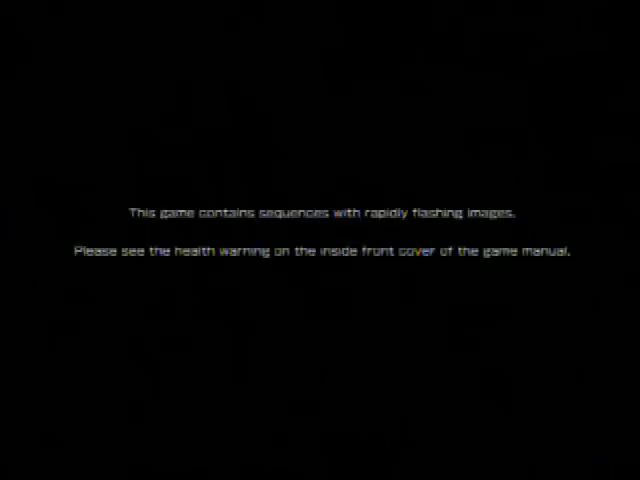 This game contains sequences with rapidly flashing images.
Please see the health warning on the inside front cover of the game manual.